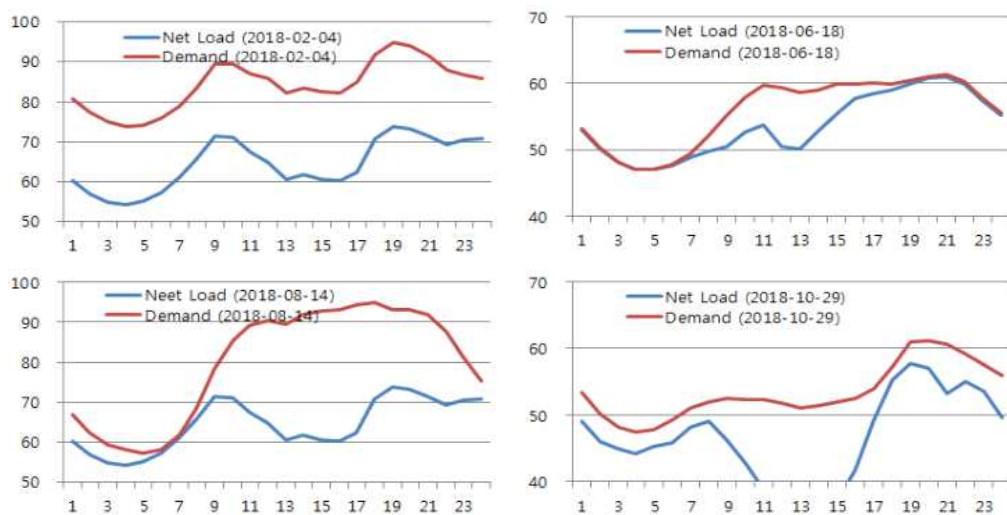 100
90
80
70
60
50
Net Load (2018-02-04)
Demand (2018-02-04)
1 3 5 7 9 11 13 15 17 19 21 23
70
60
50
40
Net Load (2018-06-18)
Demand (2018-06-18)
1 3 5 7 9 11 13 15 17 19 21 23
100
90
80
70
60
50
Neet Load (2018-08-14)
Demand (2018-08-14)
1 3 5 7 9 11 13 15 17 19 21 23
70
60
50
40
Net Load (2018-10-29)
Demand (2018-10-29)
1 3 5 7 9 11 13 15 17 19 21 23